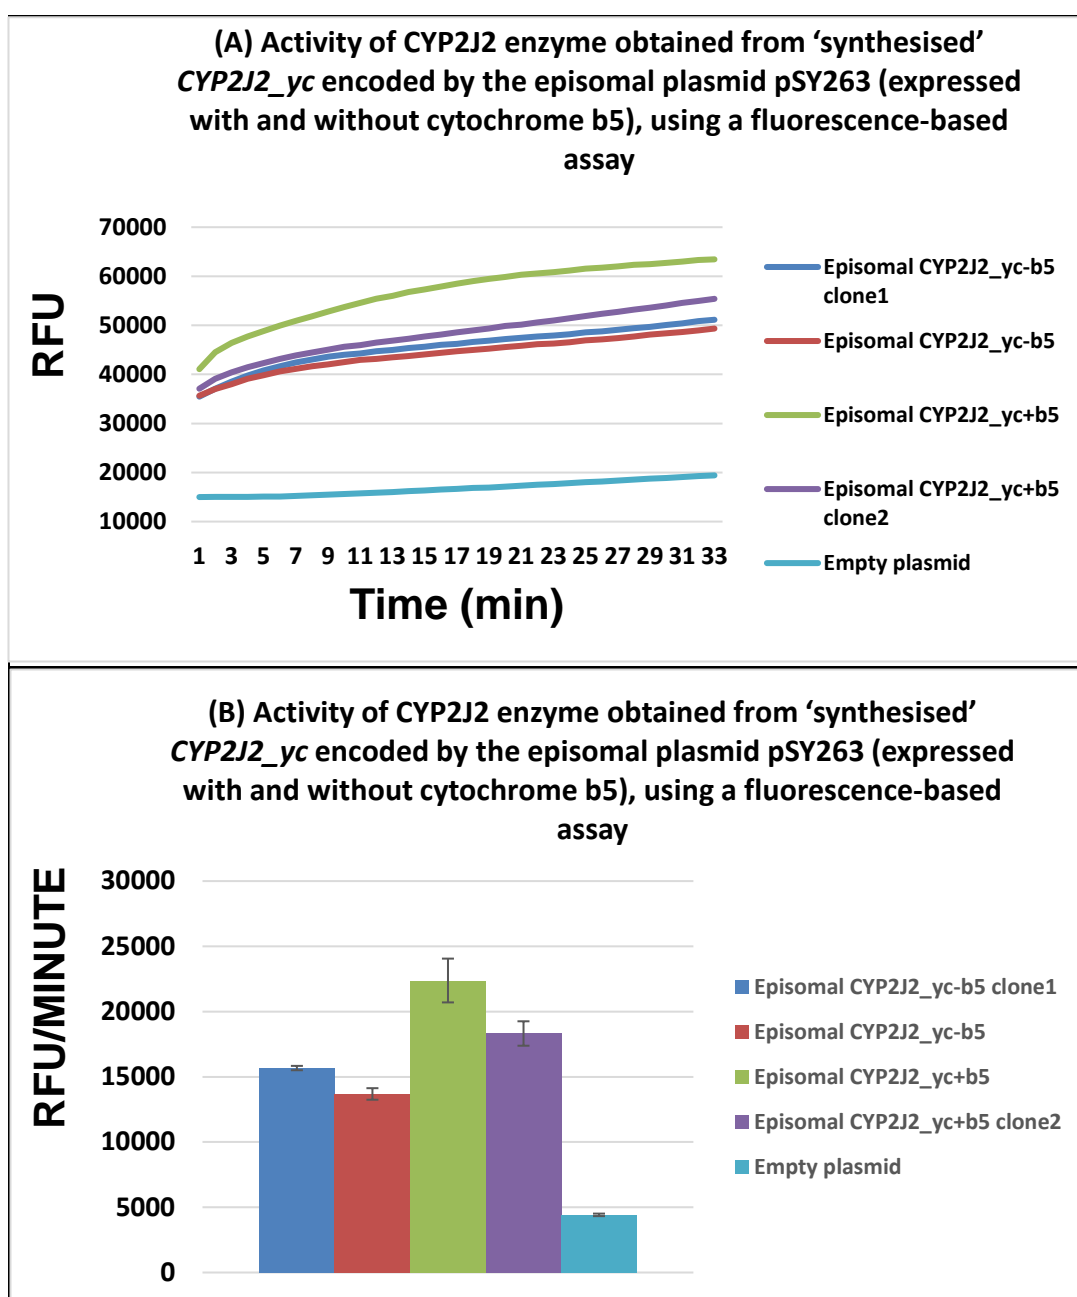 (A) Activity of CYP2J2 enzyme obtained from ‘synthesised’
CYP2J2_yc encoded by the episomal plasmid pSY263 (expressed
with and without cytochrome b5), using a fluorescence-based
assay
70000
60000
50000
40000
30000
20000
10000
RFU
1 3 5 7 9 11 13 15 17 19 21 23 25 27 29 31 33
Time (min)
Episomal CYP2J2_yc-b5
clone1
Episomal CYP2J2_yc-b5
Episomal CYP2J2_yc+b5
Episomal CYP2J2_yc+b5
clone2
Empty plasmid
(B) Activity of CYP2J2 enzyme obtained from ‘synthesised’
CYP2J2_yc encoded by the episomal plasmid pSY263 (expressed
with and without cytochrome b5), using a fluorescence-based
assay
30000
25000
20000
15000
10000
5000
0
RFU/MINUTE
Episomal CYP2J2_yc-b5 clone1
Episomal CYP2J2_yc-b5
Episomal CYP2J2_yc+b5
Episomal CYP2J2_yc+b5 clone2
Empty plasmid